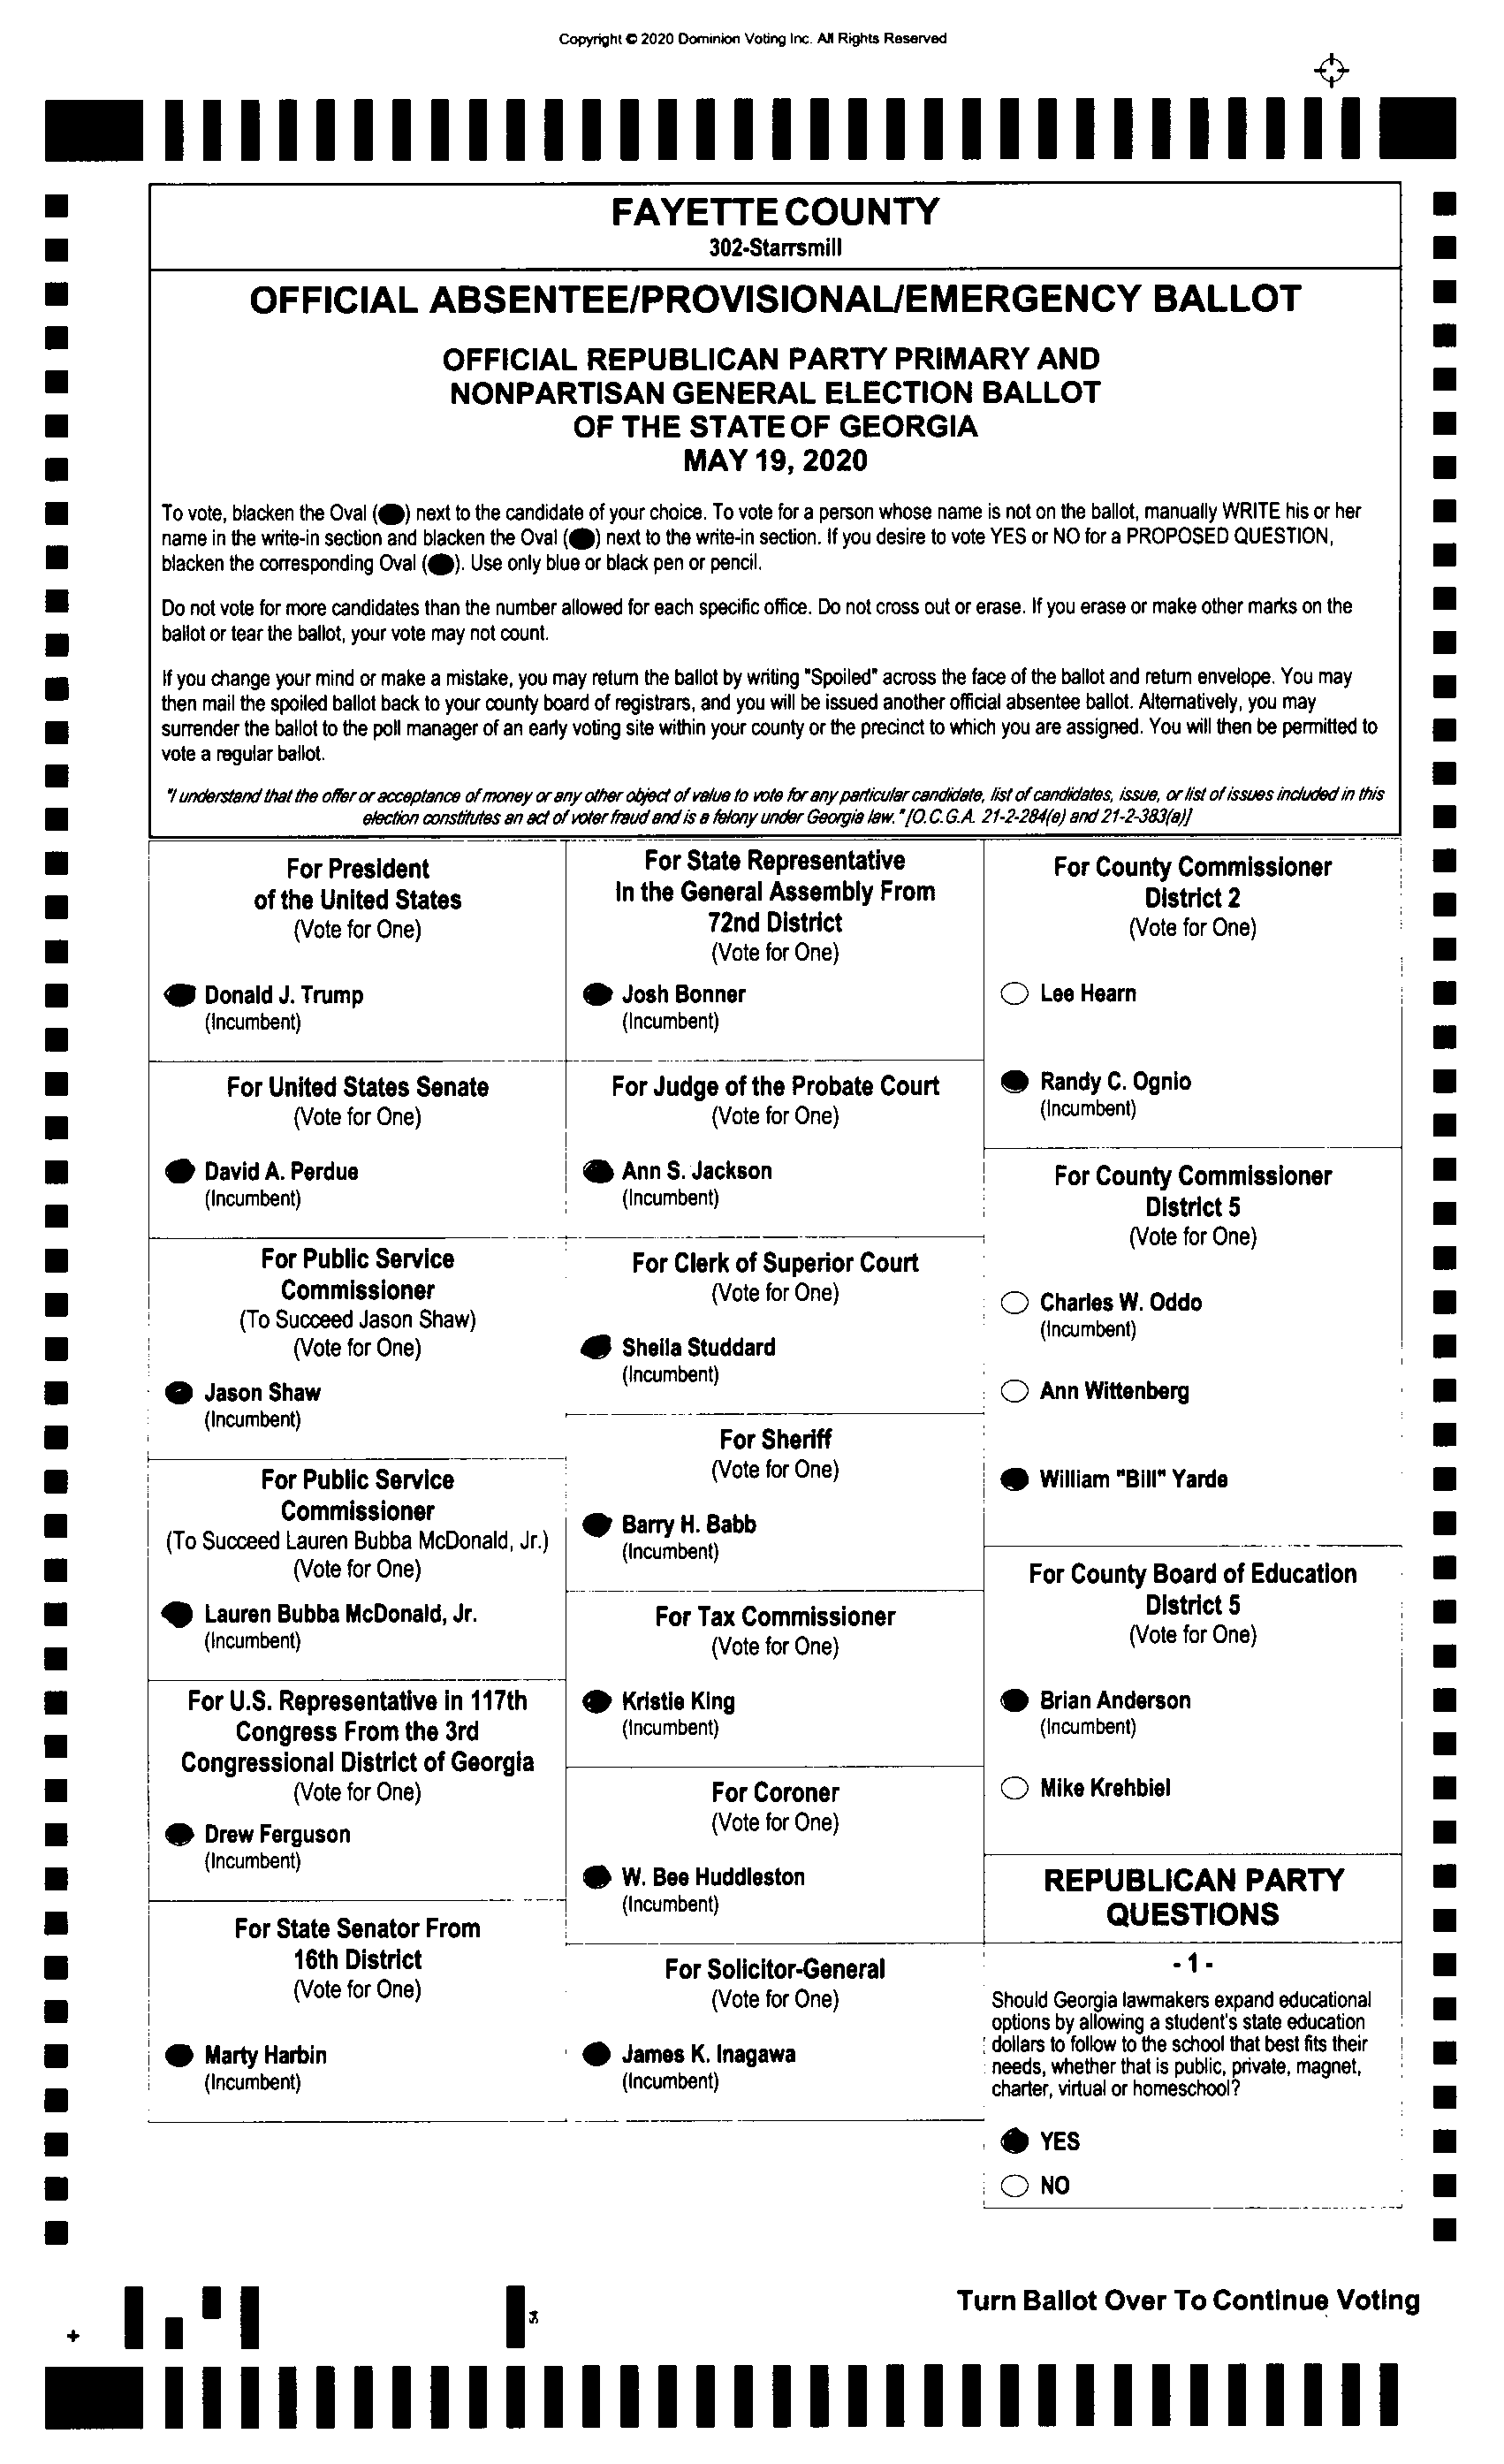 Copyright © 2020 Dominion Voting Inc. All Rights Reserved
FAYETTE COUNTY
302-Starrsmill
OFFICIAL ABSENTEE/PROVISIONAL/EMERGENCY BALLOT
OFFICIAL REPUBLICAN PARTY PRIMARY AND
NONPARTISAN GENERAL ELECTION BALLOT
OF THE STATE OF GEORGIA
MAY 19, 2020
To vote, blacken the Oval () next to the candidate of your choice. To vote for a person whose name is not on the ballot, manually WRITE his or her
name in the write-in section and blacken the Oval () next to the write-in section. If you desire to vote YES or NO for a PROPOSED QUESTION,
blacken the corresponding Oval (). Use only blue or black pen or pencil.
Do not vote for more candidates than the number allowed for each specific office. Do not cross out or erase. If you erase or make other marks on the
ballot or tear the ballot, your vote may not count.
If you change your mind or make a mistake, you may return the ballot by writing "Spoiled" across the face of the ballot and return envelope. You may
then mail the spoiled ballot back to your county board of registrars, and you will be issued another official absentee ballot. Alternatively, you may
surrender the ballot to the poll manager of an early voting site within your county or the precinct to which you are assigned. You will then be permitted to
vote a regular ballot.
"I understand that the offer or acceptance of money or any other object of value to vote for any particular candidate, list of candidates, issue, or list of issues included in this
election constitutes an act of voter fraud and is a felony under Georgia law." [O.C.G.A. 21-2-284(e) and 21-2-383(a)]
For President
of the United States
(Vote for One)
Donald J. Trump
(Incumbent)
For United States Senate
(Vote for One)
David A. Perdue
(Incumbent)
For Public Service
Commissioner
(To Succeed Jason Shaw)
(Vote for One)
Jason Shaw
(Incumbent)
For Public Service
Commissioner
(To Succeed Lauren Bubba McDonald, Jr.)
(Vote for One)
Lauren Bubba McDonald, Jr.
(Incumbent)
For U.S. Representative in 117th
Congress From the 3rd
Congressional District of Georgia
(Vote for One)
Drew Ferguson
(Incumbent)
For State Senator From
16th District
(Vote for One)
Marty Harbin
(Incumbent)
For State Representative
In the General Assembly From
72nd District
(Vote for One)
Josh Bonner
(Incumbent)
For Judge of the Probate Court
(Vote for One)
Ann S. Jackson
(Incumbent)
For Clerk of Superior Court
(Vote for One)
Sheila Studdard
(Incumbent)
For Sheriff
(Vote for One)
Barry H. Babb
(Incumbent)
For Tax Commissioner
(Vote for One)
Kristie King
(Incumbent)
For Coroner
(Vote for One)
W. Bee Huddleston
(Incumbent)
For Solicitor-General
(Vote for One)
James K. Inagawa
(Incumbent)
For County Commissioner
District 2
(Vote for One)
Lee Hearn
Randy C. Ognio
(Incumbent)
For County Commissioner
District 5
(Vote for One)
Charles W. Oddo
(Incumbent)
Ann Wittenberg
William "Bill" Yarde
For County Board of Education
District 5
(Vote for One)
Brian Anderson
(Incumbent)
Mike Krehbiel
REPUBLICAN PARTY
QUESTIONS
- 1 -
Should Georgia lawmakers expand educational
options by allowing a student's state education
dollars to follow to the school that best fits their
needs, whether that is public, private, magnet,
charter, virtual or homeschool?
YES
NO
Turn Ballot Over To Continue Voting
+